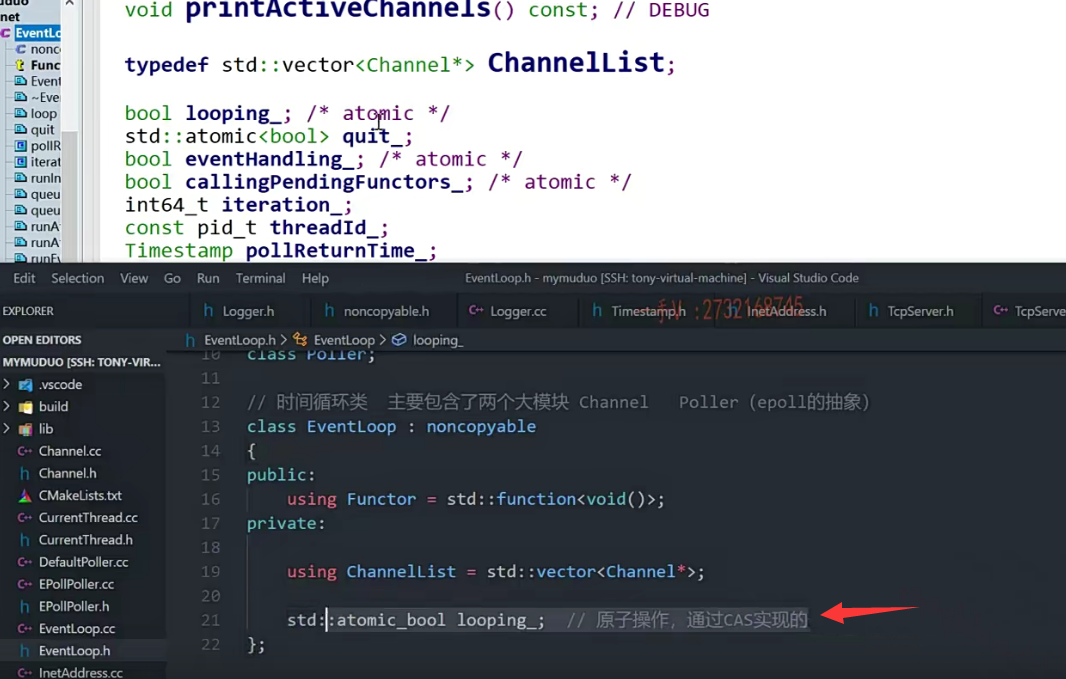 void printActiveChannels() const; // DEBUG
net
EventLo
typedef std::vector<Channel*> ChannelList;
nonc
Func
Event
~Eve
bool looping_; /* atomic */
loop
std::atomic<bool> quit_;
quit
bool eventHandling_; /* atomic */
pollR
iterat
bool callingPendingFunctors_; /* atomic */
runIn
int64_t iteration_;
queu
queu
const pid_t threadId_;
runA
runA
Timestamp pollReturnTime_;
runEv
Edit Selection View Go Run Terminal Help EventLoop.h - mymuduo [SSH: tony-virtual-machine] - Visual Studio Code
EXPLORER
Logger.h noncopyable.h Logger.cc Timestamp.h InetAddress.h TcpServer.h TcpServe
:2732168745
OPEN EDITORS
EventLoop.h > EventLoop > looping_
MYMUDUO [SSH: TONY-VIR...
.vscode
build
lib
Channel.cc
Channel.h
CMakeLists.txt
CurrentThread.cc
CurrentThread.h
DefaultPoller.cc
EPollPoller.cc
EPollPoller.h
EventLoop.cc
EventLoop.h
InetAddress.cc
10 class Poller;
11
12 // 时间循环类 主要包含了两个大模块 Channel Poller (epoll的抽象)
13 class EventLoop : noncopyable
14 {
15 public:
16 using Functor = std::function<void()>;
17 private:
18
19 using ChannelList = std::vector<Channel*>;
20
21 std::atomic_bool looping_; // 原子操作，通过CAS实现的
22 };